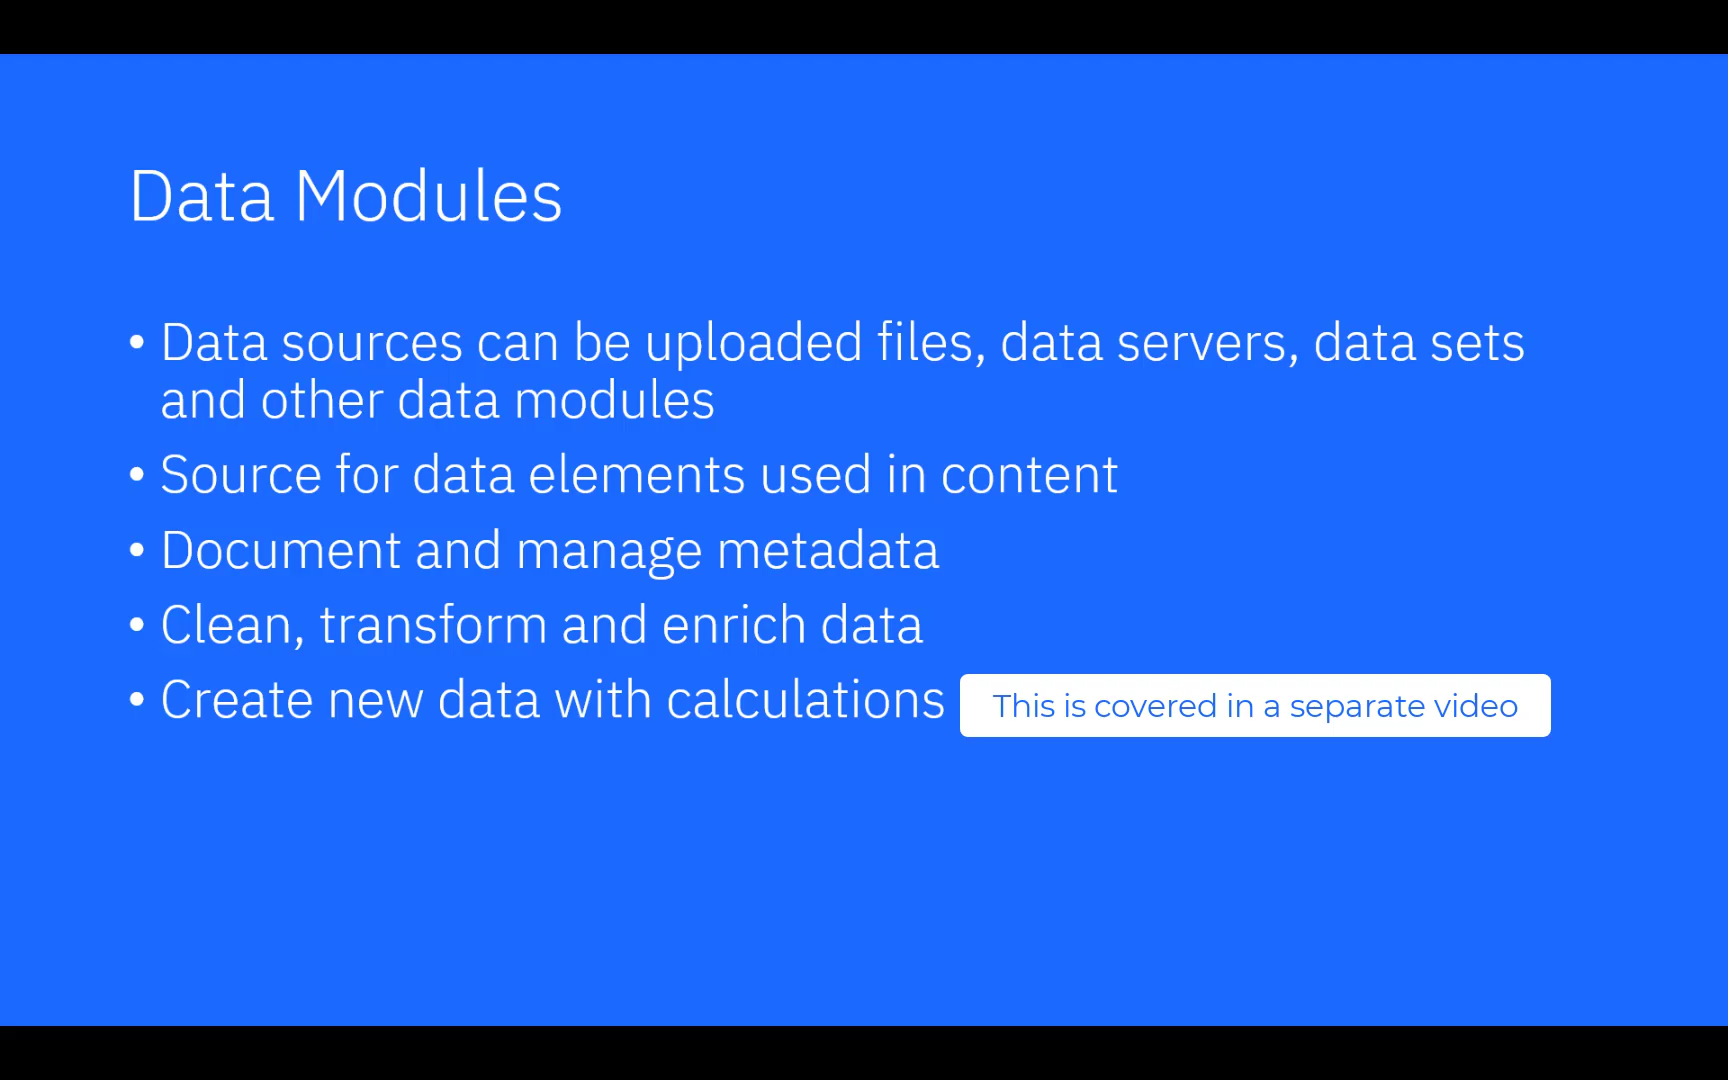 Data Modules
• Data sources can be uploaded files, data servers, data sets
and other data modules
• Source for data elements used in content
• Document and manage metadata
• Clean, transform and enrich data
• Create new data with calculations This is covered in a separate video